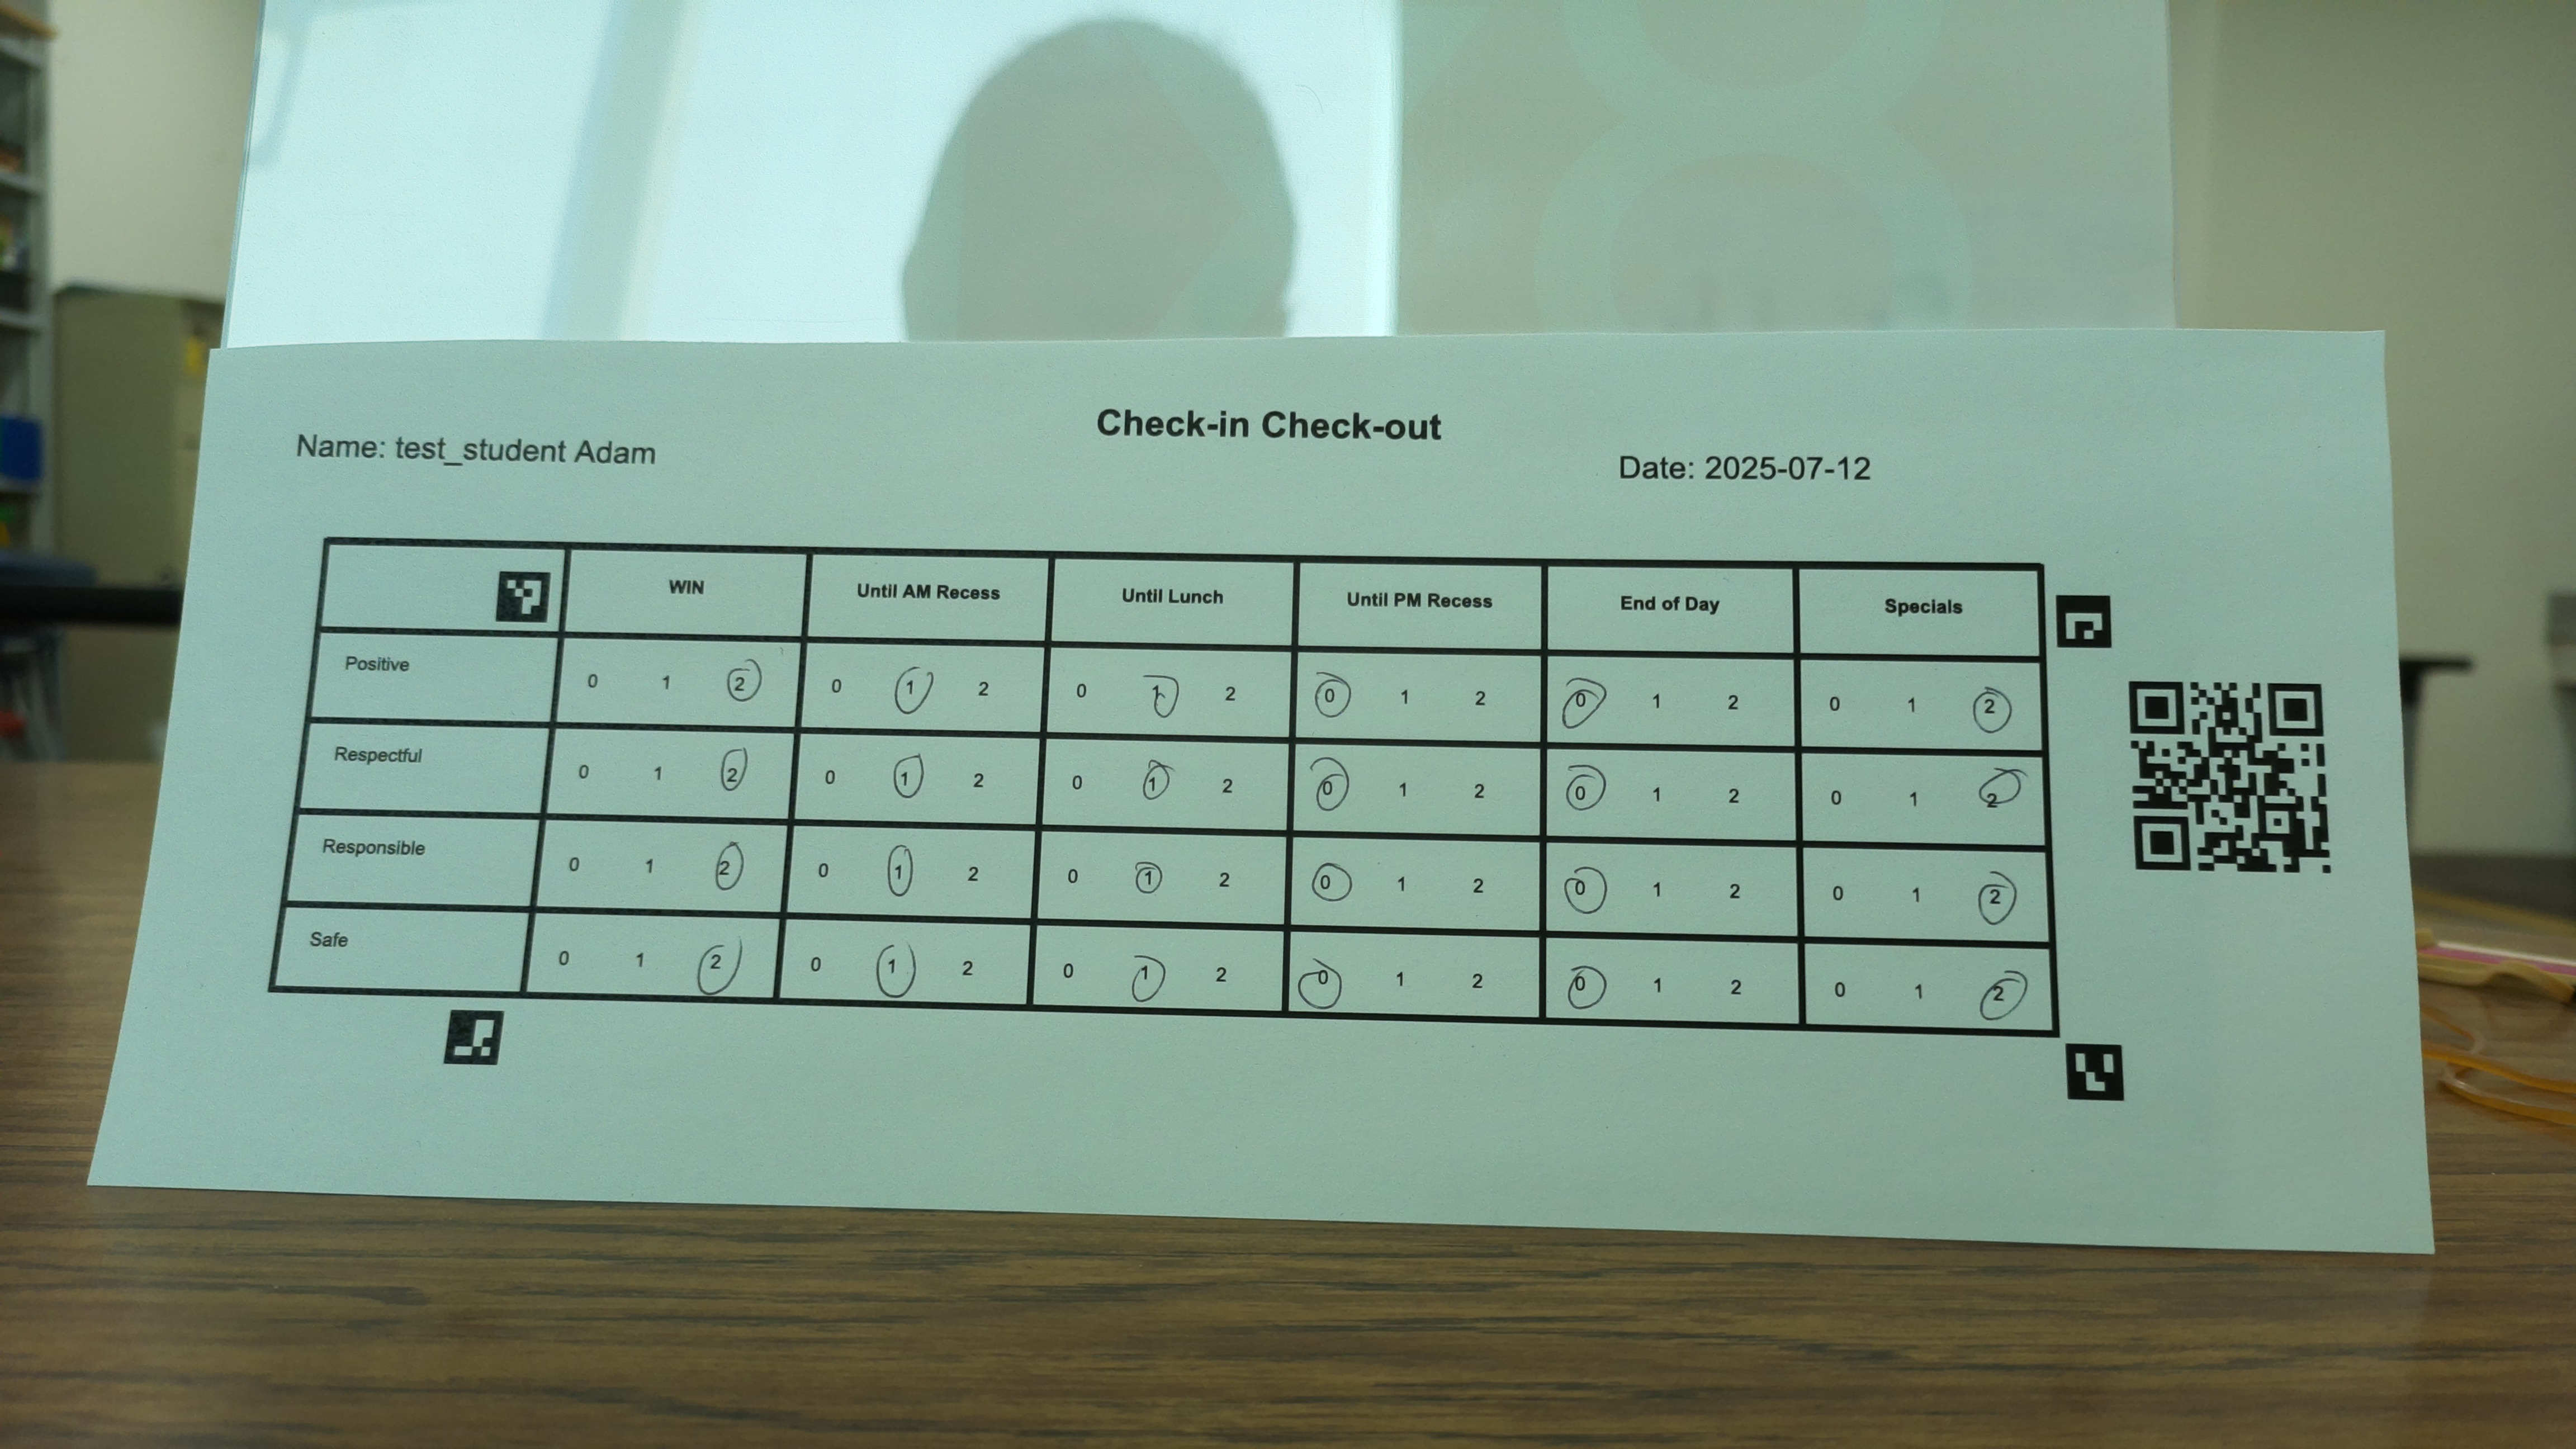 Check-in Check-out
Name: test_student Adam
Date: 2025-07-12
WIN Until AM Recess Until Lunch Until PM Recess End of Day Specials
Positive 0 1 2 0 1 2 0 1 2 0 1 2 0 1 2 0 1 2
Respectful 0 1 2 0 1 2 0 1 2 0 1 2 0 1 2 0 1 2
Responsible 0 1 2 0 1 2 0 1 2 0 1 2 0 1 2 0 1 2
Safe 0 1 2 0 1 2 0 1 2 0 1 2 0 1 2 0 1 2